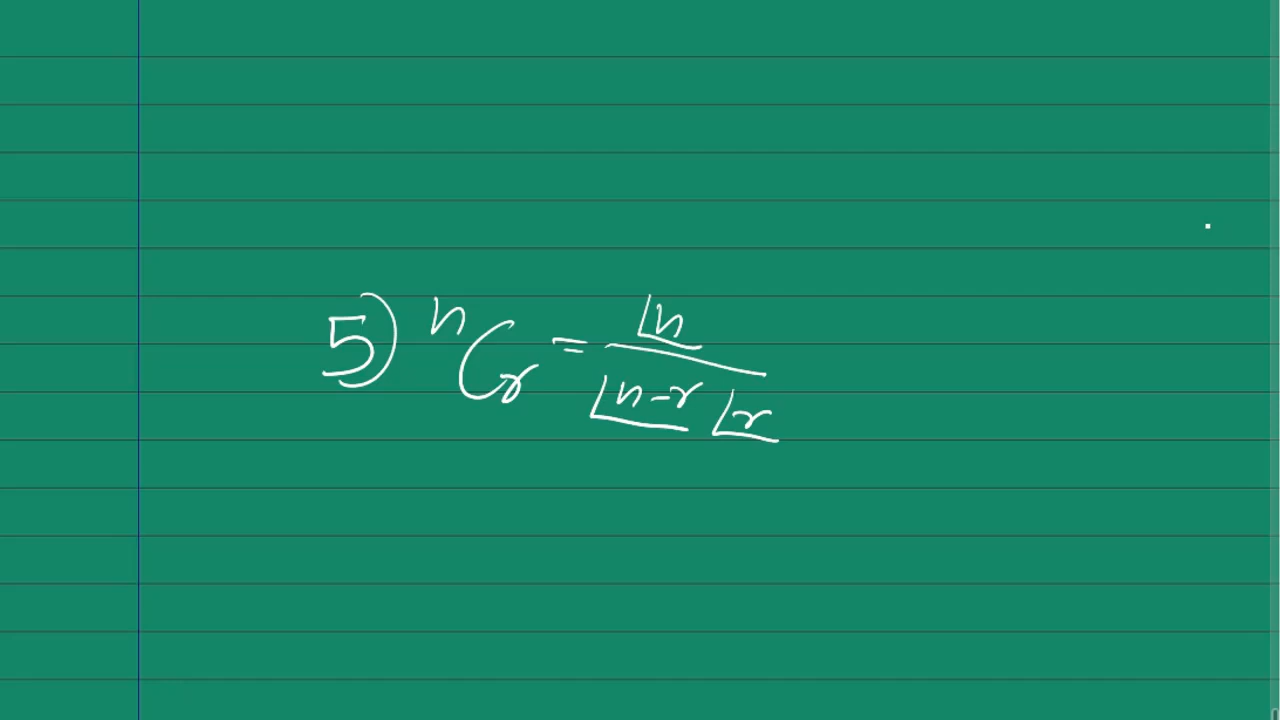 5) ⁿCᵣ = ∟n / ∟n-r ∟r